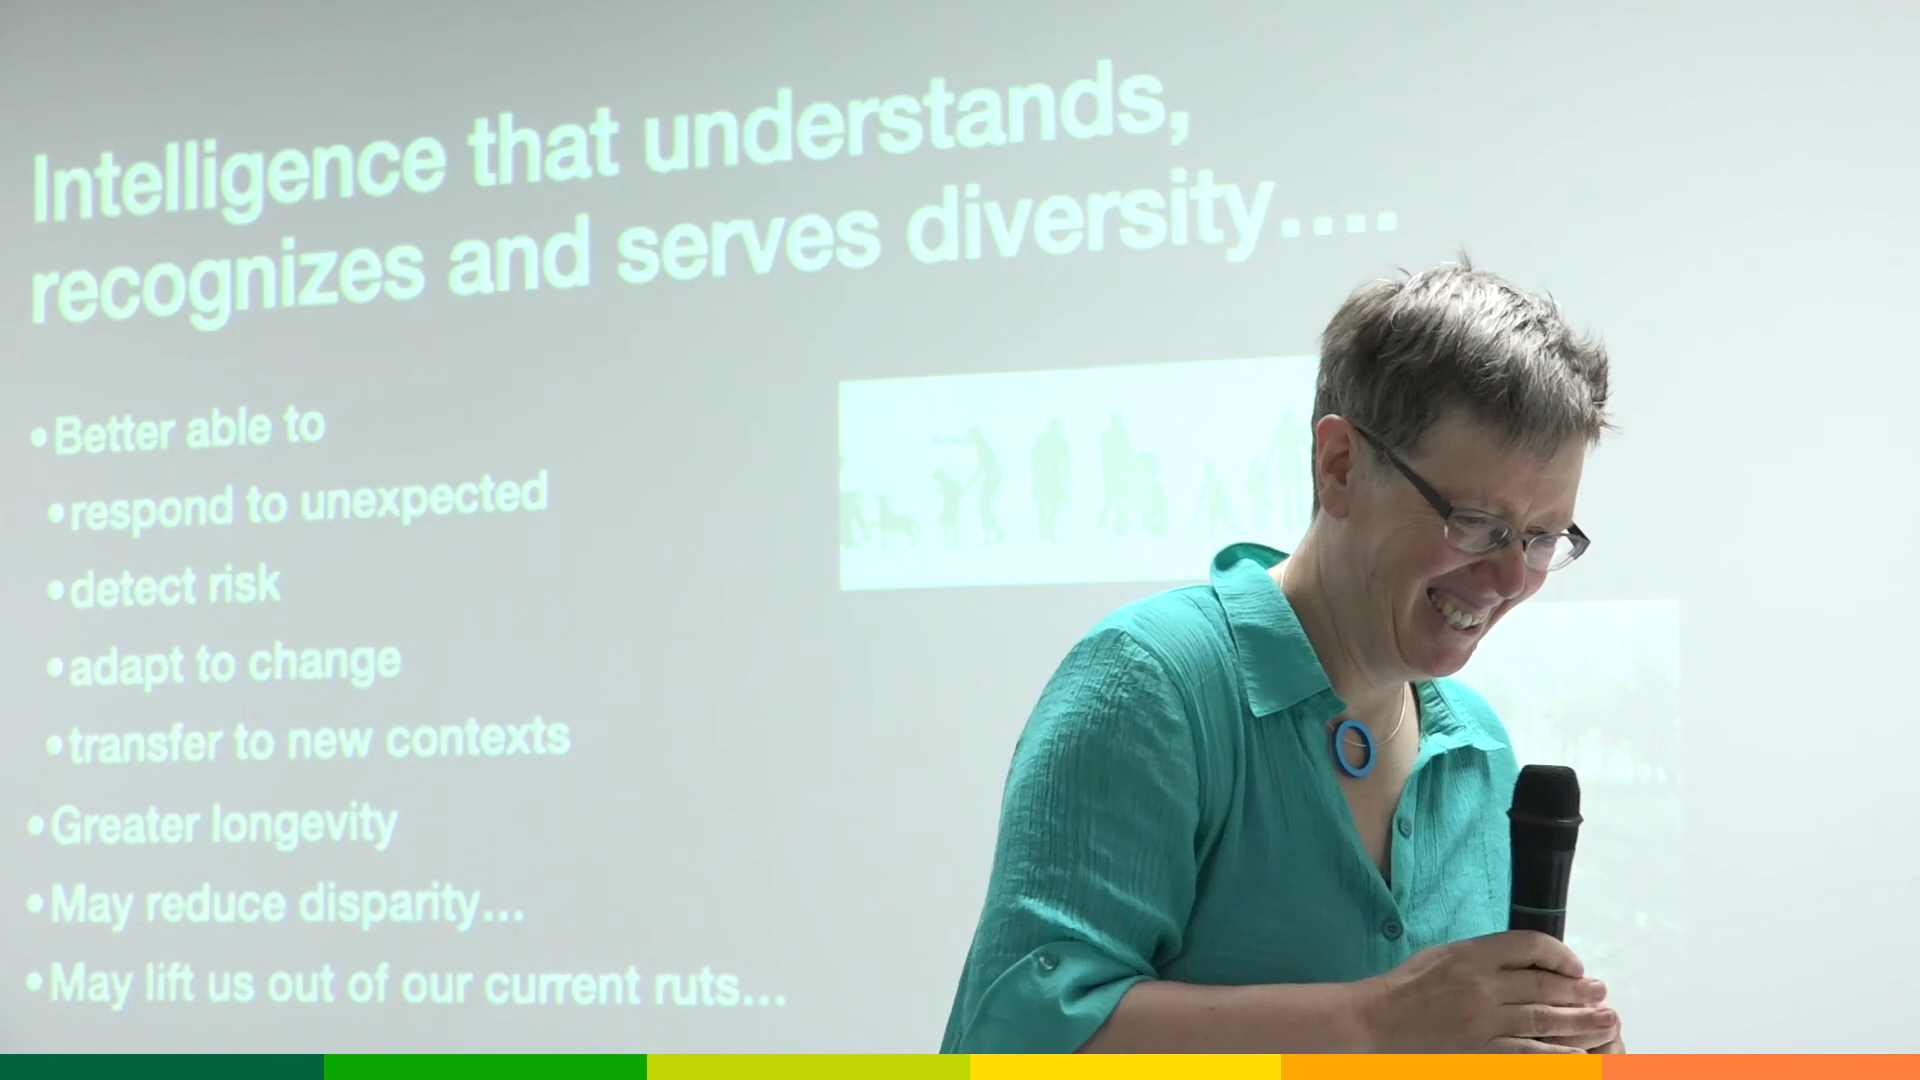 Intelligence that understands,
recognizes and serves diversity....
•Better able to
•respond to unexpected
•detect risk
•adapt to change
•transfer to new contexts
•Greater longevity
•May reduce disparity...
•May lift us out of our current ruts...